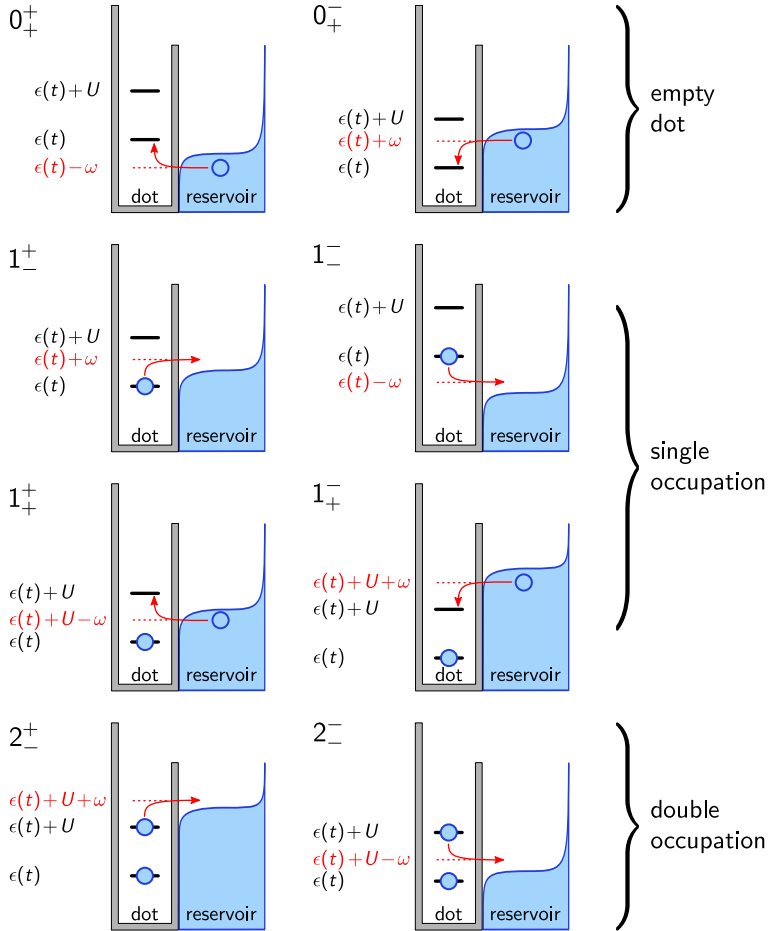 0₊⁺
ϵ(t)+U
ϵ(t)
ϵ(t)−ω
dot
reservoir
0₊⁻
ϵ(t)+U
ϵ(t)+ω
ϵ(t)
dot
reservoir
empty
dot
1₋⁺
ϵ(t)+U
ϵ(t)+ω
ϵ(t)
dot
reservoir
1₋⁻
ϵ(t)+U
ϵ(t)
ϵ(t)−ω
dot
reservoir
1₊⁺
ϵ(t)+U
ϵ(t)+U−ω
ϵ(t)
dot
reservoir
1₊⁻
ϵ(t)+U+ω
ϵ(t)+U
ϵ(t)
dot
reservoir
single
occupation
2₋⁺
ϵ(t)+U+ω
ϵ(t)+U
ϵ(t)
dot
reservoir
2₋⁻
ϵ(t)+U
ϵ(t)+U−ω
ϵ(t)
dot
reservoir
double
occupation